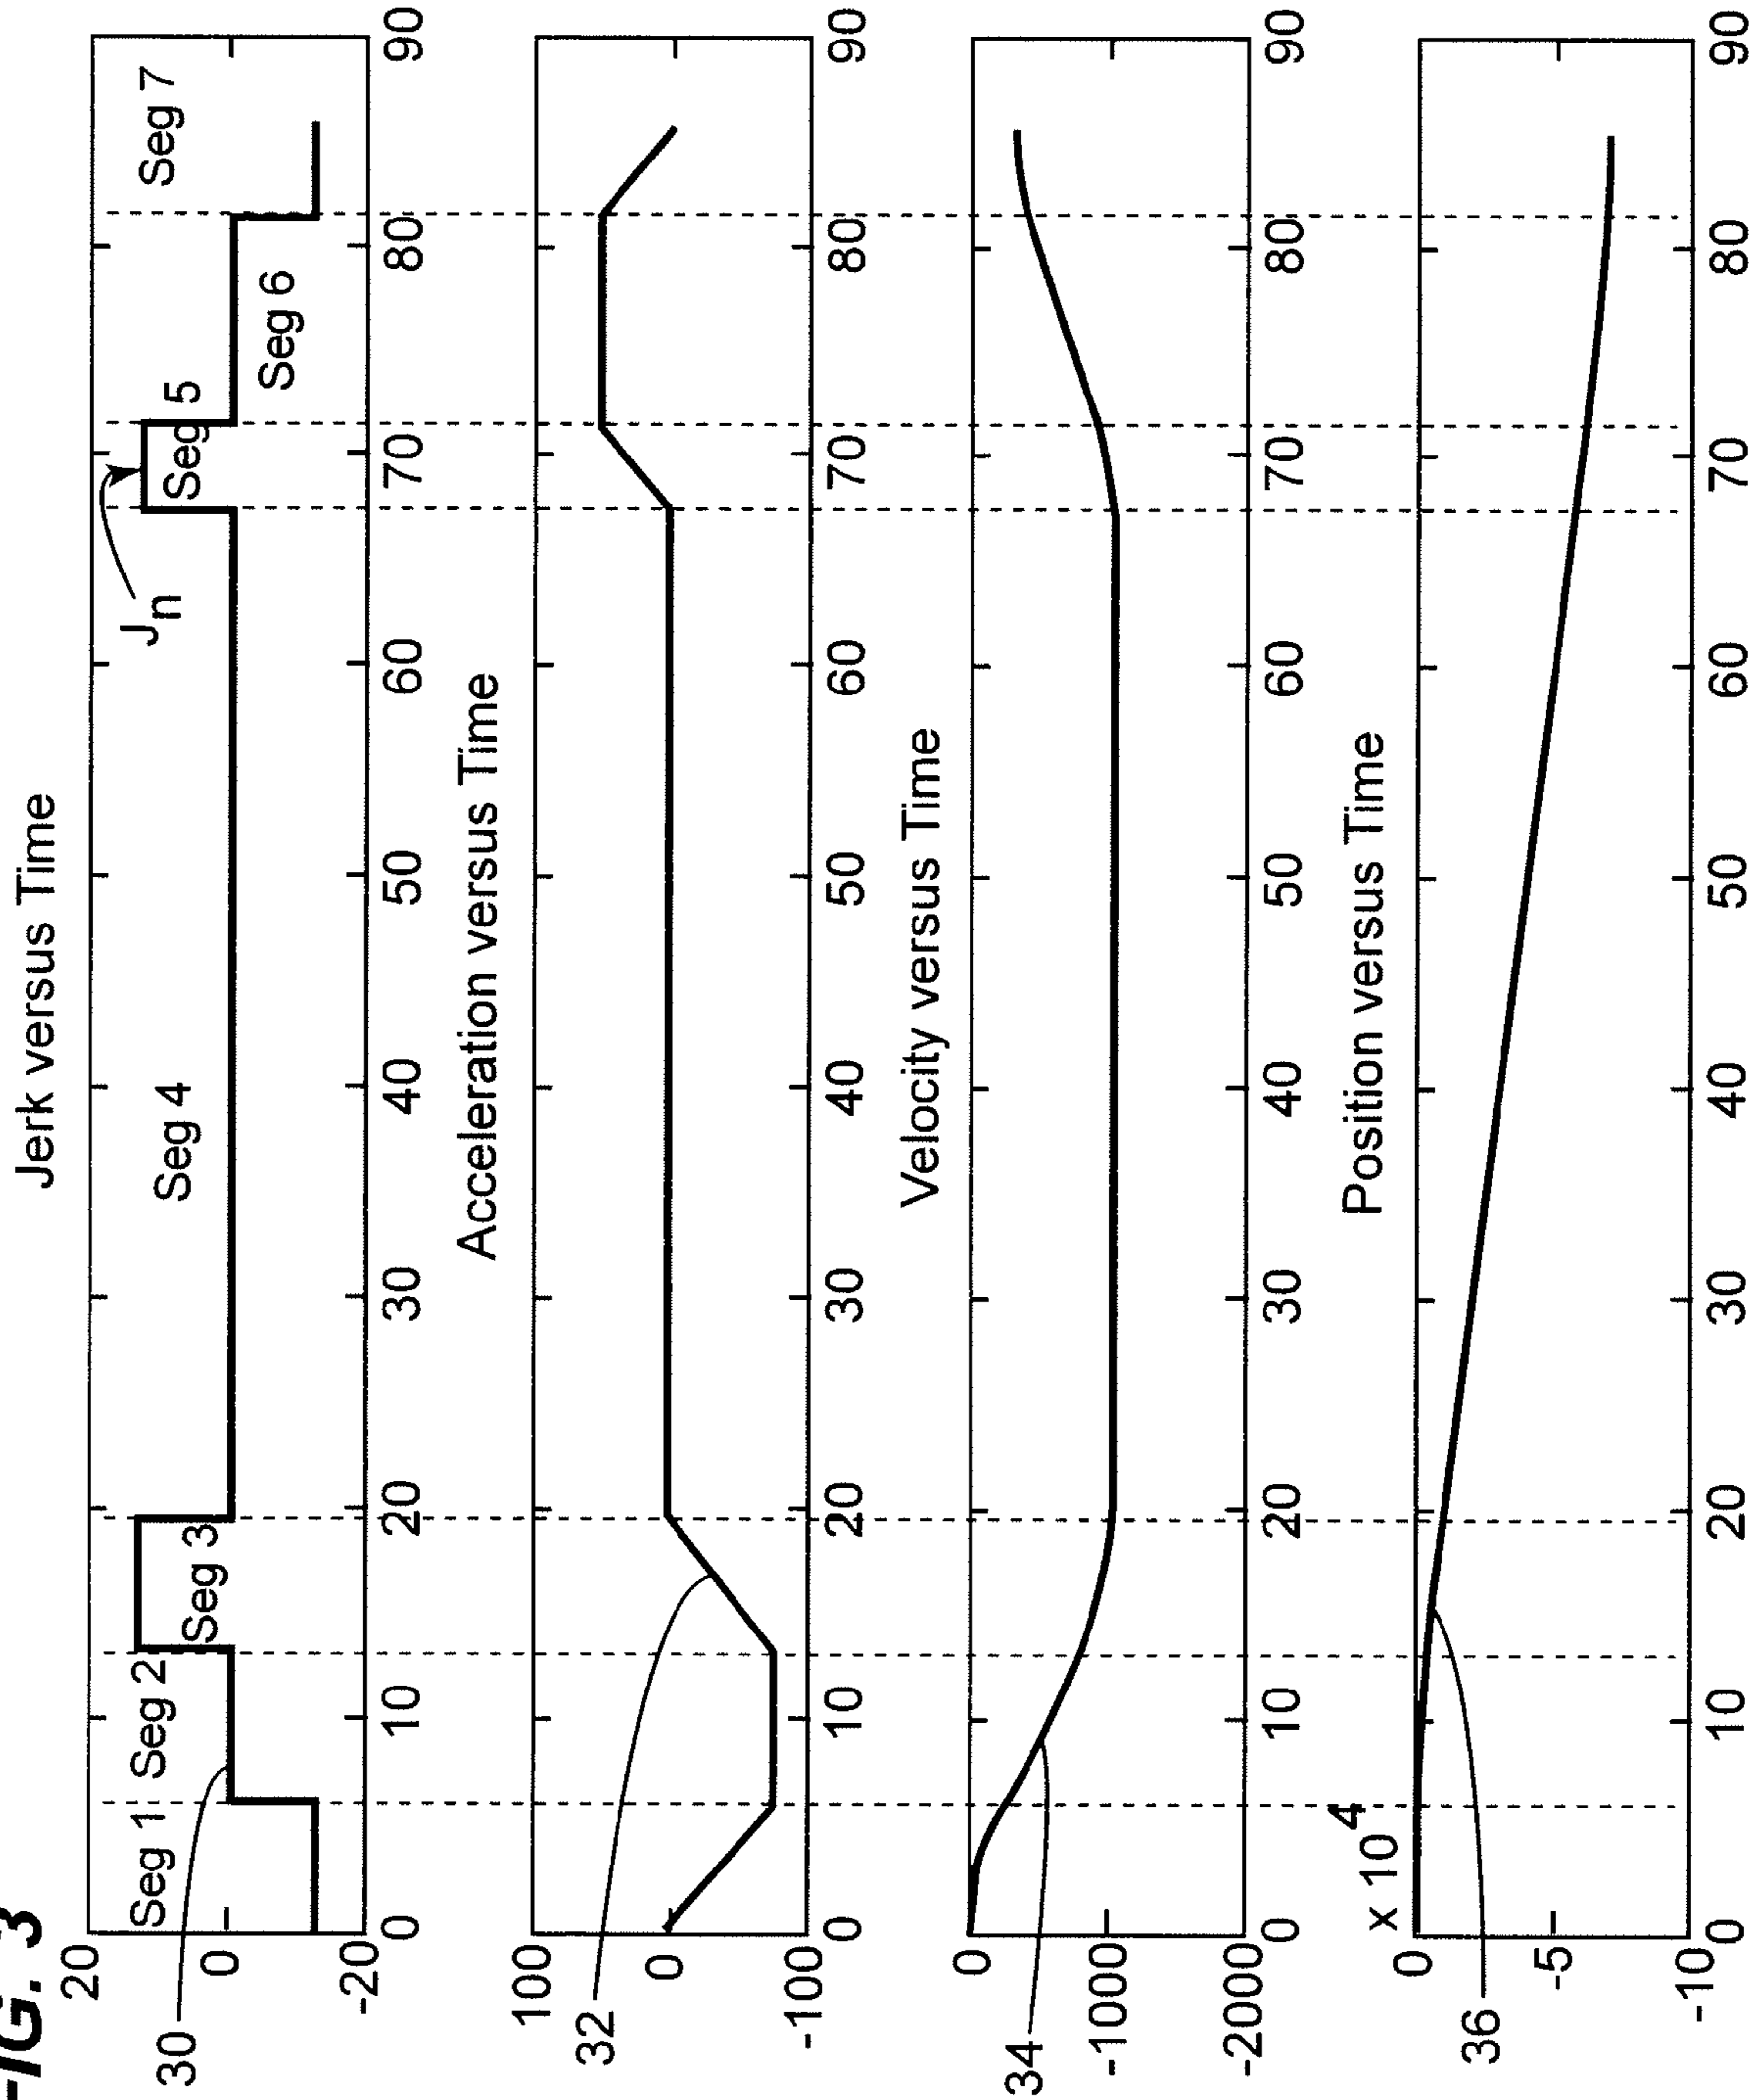 FIG. 3
Jerk versus Time
20
0
-20
30
Seg 1
Seg 2
Seg 3
Seg 4
Jn
Seg 5
Seg 6
Seg 7
0 10 20 30 40 50 60 70 80 90
Acceleration versus Time
100
0
-100
32
0 10 20 30 40 50 60 70 80 90
Velocity versus Time
0
-1000
-2000
34
0 10 20 30 40 50 60 70 80 90
Position versus Time
x 10 4
0
-5
-10
36
0 10 20 30 40 50 60 70 80 90